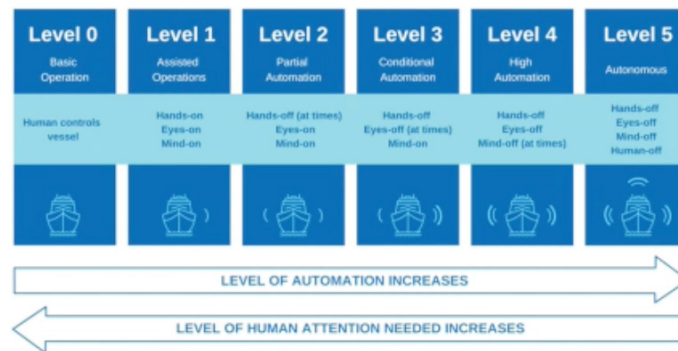 Level 0
Basic
Operation
Human controls
vessel
Level 1
Assisted
Operations
Hands-on
Eyes-on
Mind-on
Level 2
Partial
Automation
Hands-off (at times)
Eyes-on
Mind-on
Level 3
Conditional
Automation
Hands-off
Eyes-off (at times)
Mind-on
Level 4
High
Automation
Hands-off
Eyes-off
Mind-off (at times)
Level 5
Autonomous
Hands-off
Eyes-off
Mind-off
Human-off
LEVEL OF AUTOMATION INCREASES
LEVEL OF HUMAN ATTENTION NEEDED INCREASES